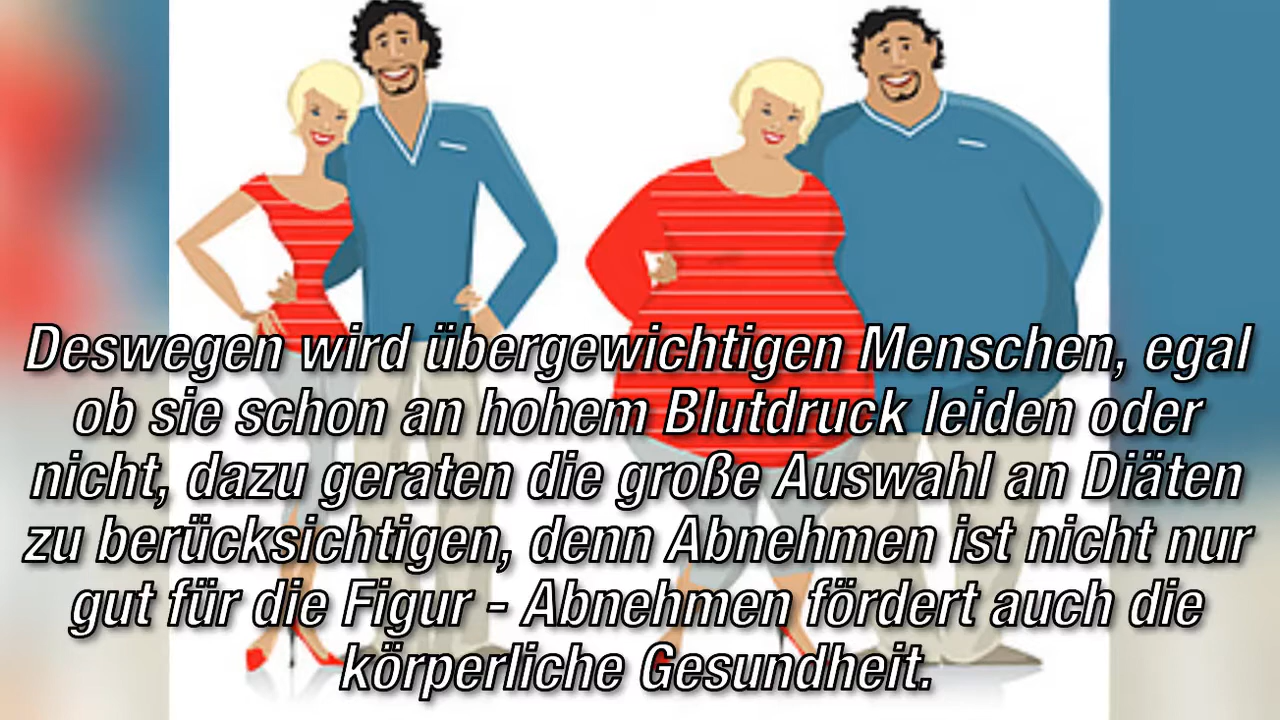 Deswegen wird übergewichtigen Menschen, egal
ob sie schon an hohem Blutdruck leiden oder
nicht, dazu geraten die große Auswahl an Diäten
zu berücksichtigen, denn Abnehmen ist nicht nur
gut für die Figur - Abnehmen fördert auch die
körperliche Gesundheit.